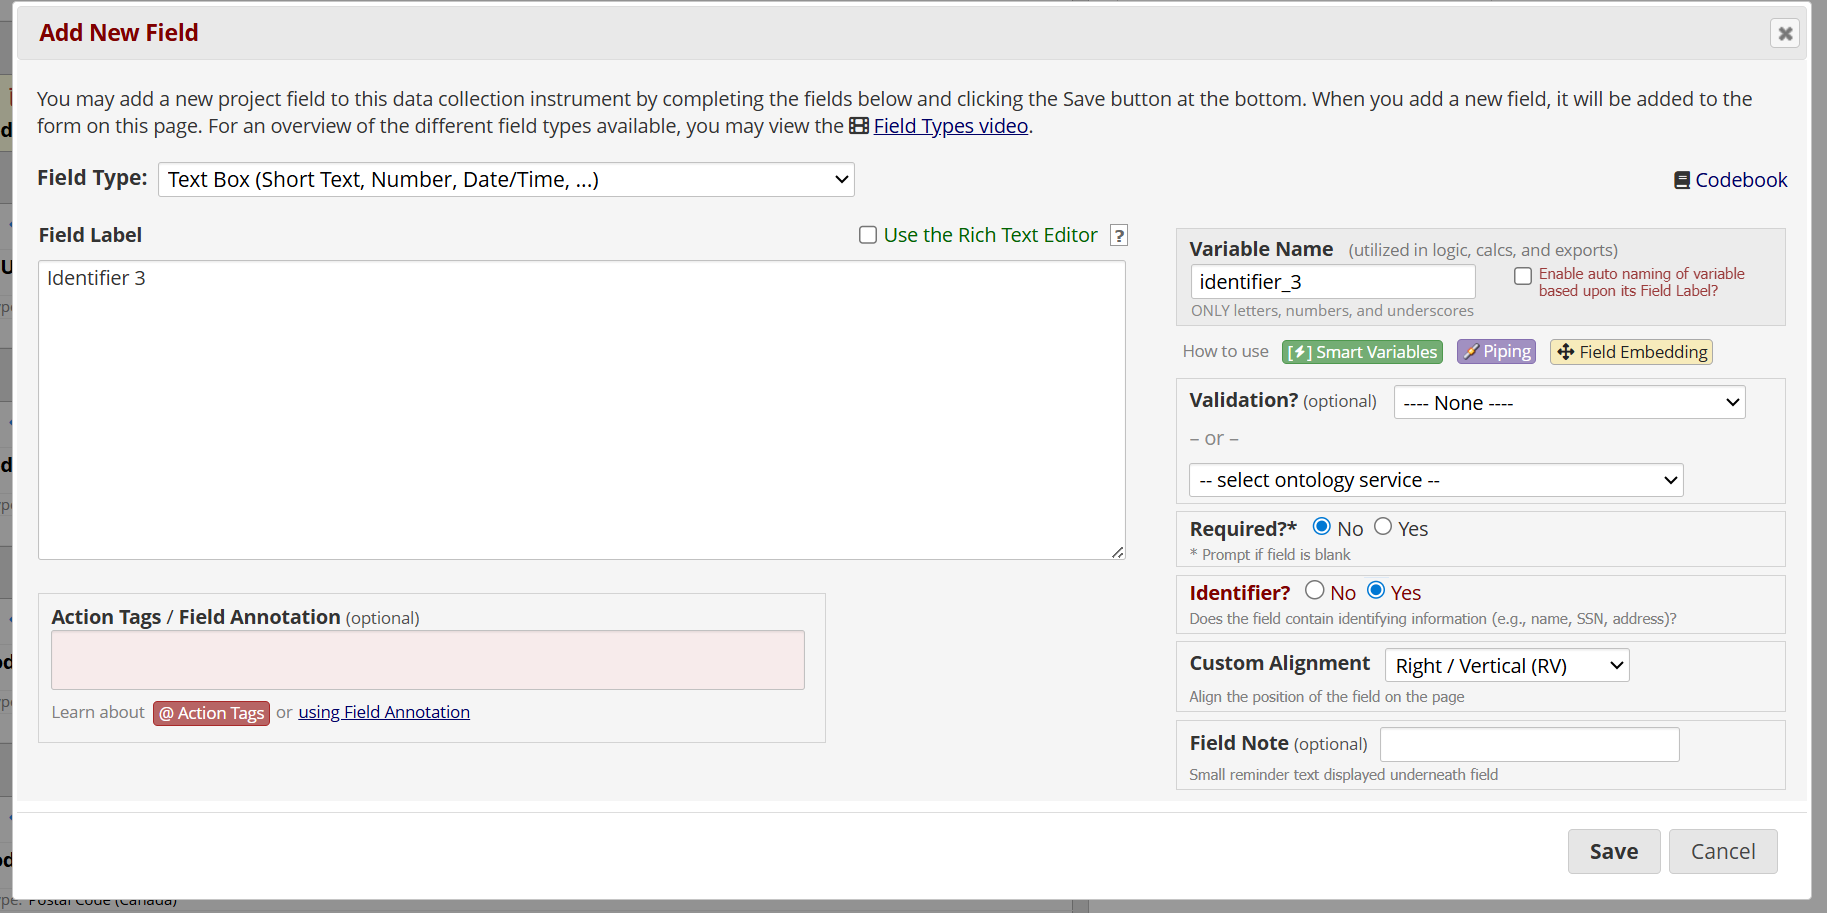 Add New Field
You may add a new project field to this data collection instrument by completing the fields below and clicking the Save button at the bottom. When you add a new field, it will be added to the
form on this page. For an overview of the different field types available, you may view the Field Types video.
Field Type: Text Box (Short Text, Number, Date/Time, ...)
Codebook
Field Label
Use the Rich Text Editor ?
Identifier 3
Variable Name (utilized in logic, calcs, and exports)
identifier_3
Enable auto naming of variable
based upon its Field Label?
ONLY letters, numbers, and underscores
How to use [⚡] Smart Variables Piping Field Embedding
Validation? (optional) ---- None ----
– or –
-- select ontology service --
Required?* No Yes
* Prompt if field is blank
Identifier? No Yes
Does the field contain identifying information (e.g., name, SSN, address)?
Custom Alignment Right / Vertical (RV)
Align the position of the field on the page
Field Note (optional)
Small reminder text displayed underneath field
Action Tags / Field Annotation (optional)
Learn about @ Action Tags or using Field Annotation
Save Cancel
Postal Code (Canada)